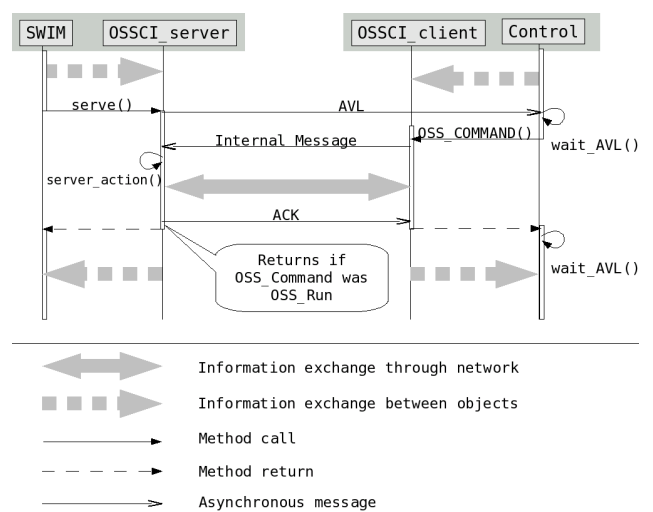 SWIM
OSSCI_server
OSSCI_client
Control
serve()
AVL
OSS_COMMAND()
wait_AVL()
Internal Message
server_action()
ACK
Returns if
OSS_Command was
OSS_Run
wait_AVL()
Information exchange through network
Information exchange between objects
Method call
Method return
Asynchronous message